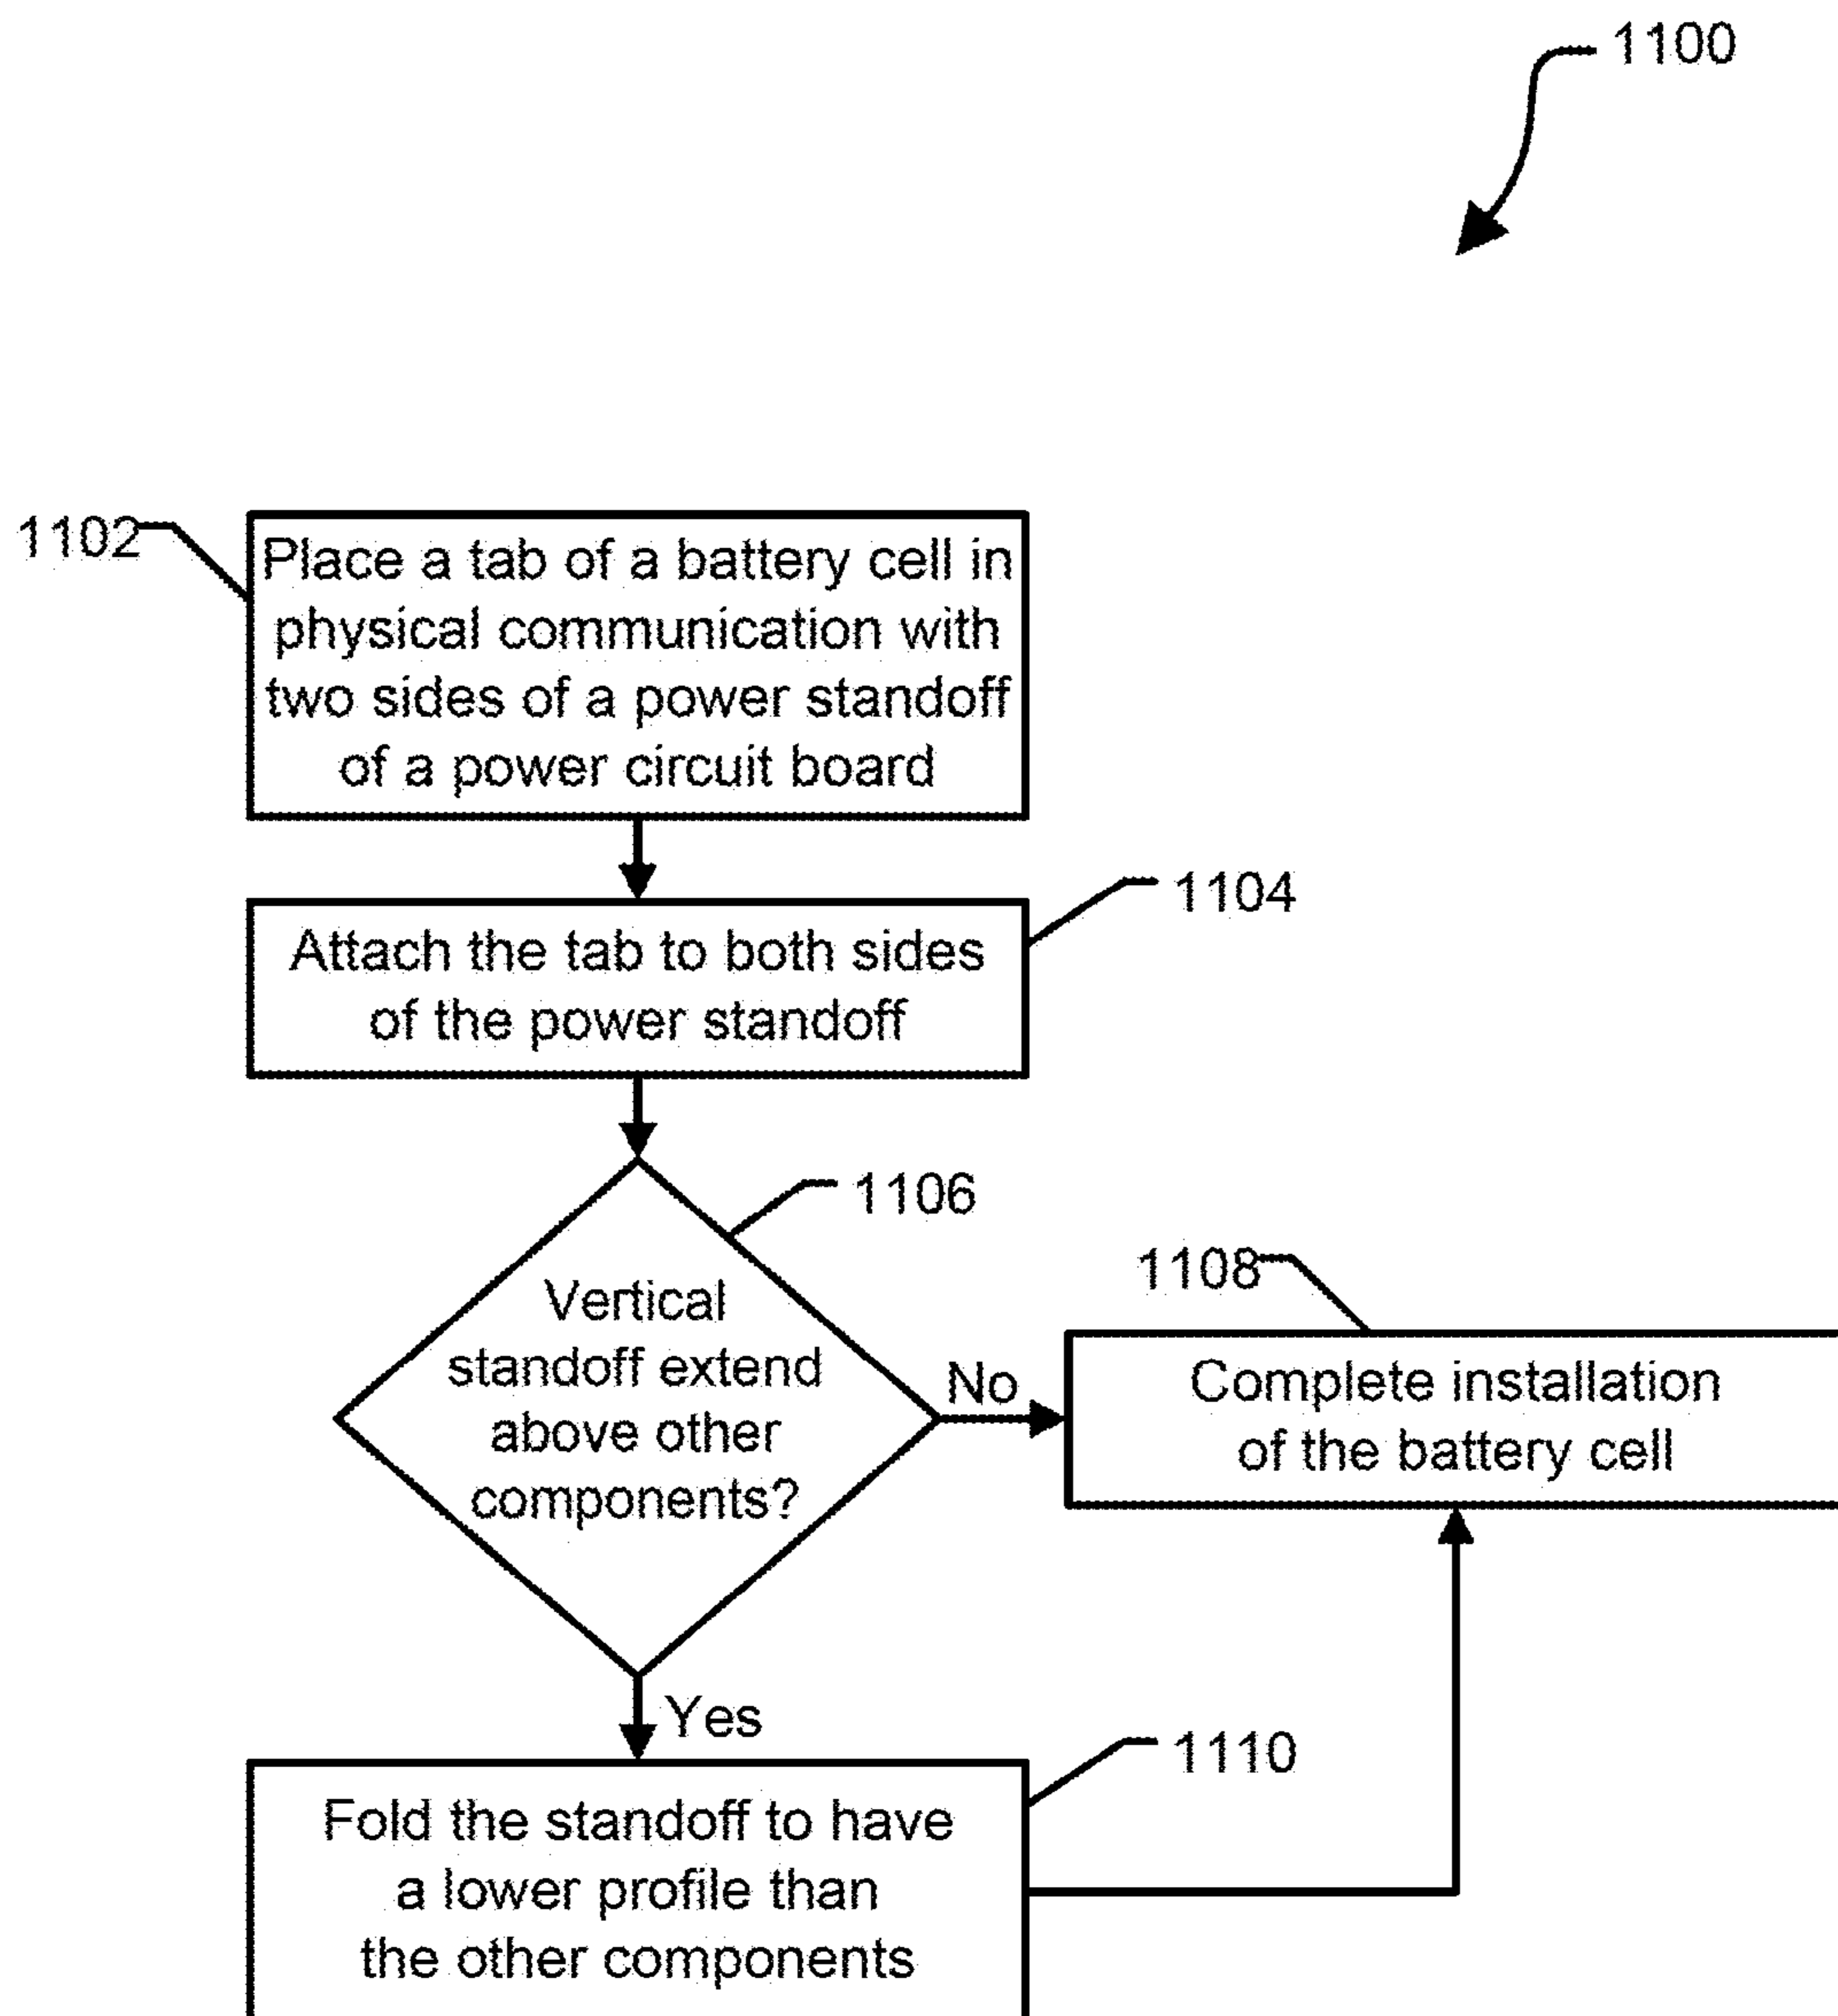 1100
1102
Place a tab of a battery cell in
physical communication with
two sides of a power standoff
of a power circuit board
1104
Attach the tab to both sides
of the power standoff
1106
Vertical
standoff extend
above other
components?
No
1108
Complete installation
of the battery cell
Yes
1110
Fold the standoff to have
a lower profile than
the other components